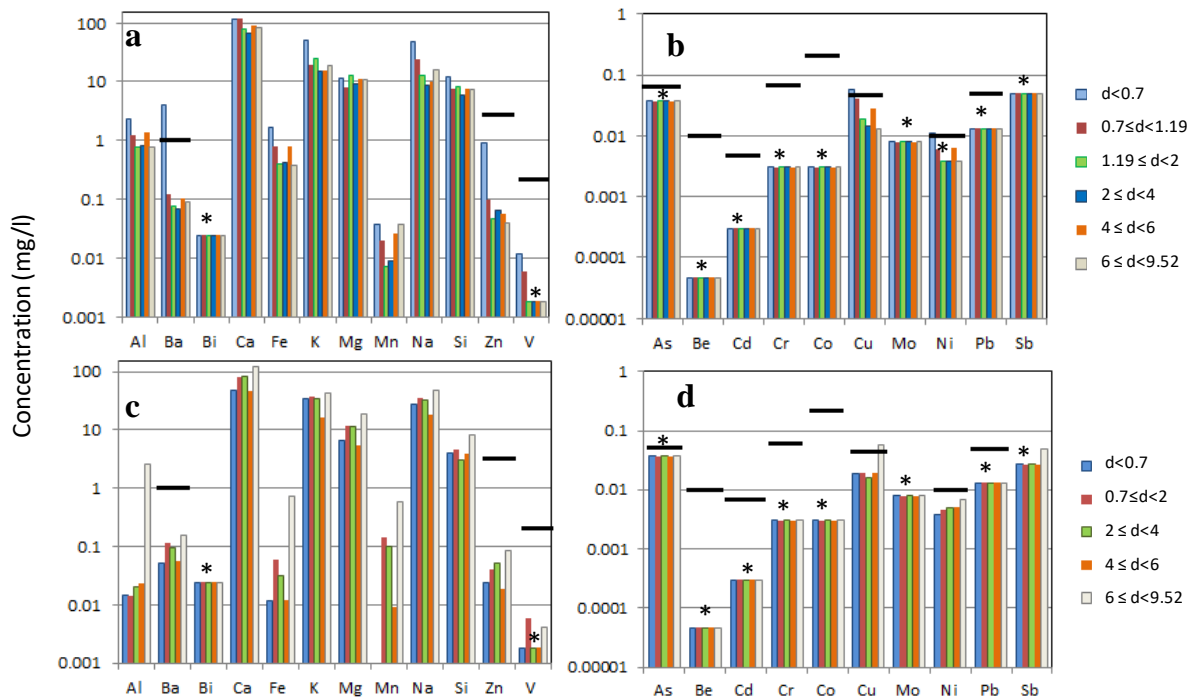 Concentration (mg/l)
a
100
10
1
0.1
0.01
0.001
*
*
Al Ba Bi Ca Fe K Mg Mn Na Si Zn V
b
1
0.1
0.01
0.001
0.0001
0.00001
*
*
*
*
*
*
*
*
*
As Be Cd Cr Co Cu Mo Ni Pb Sb
d<0.7
0.7≤d<1.19
1.19 ≤ d<2
2 ≤ d<4
4 ≤ d<6
6 ≤ d<9.52
c
100
10
1
0.1
0.01
0.001
*
*
Al Ba Bi Ca Fe K Mg Mn Na Si Zn V
d
1
0.1
0.01
0.001
0.0001
0.00001
*
*
*
*
*
*
*
*
As Be Cd Cr Co Cu Mo Ni Pb Sb
d<0.7
0.7≤d<2
2 ≤ d<4
4 ≤ d<6
6 ≤ d<9.52